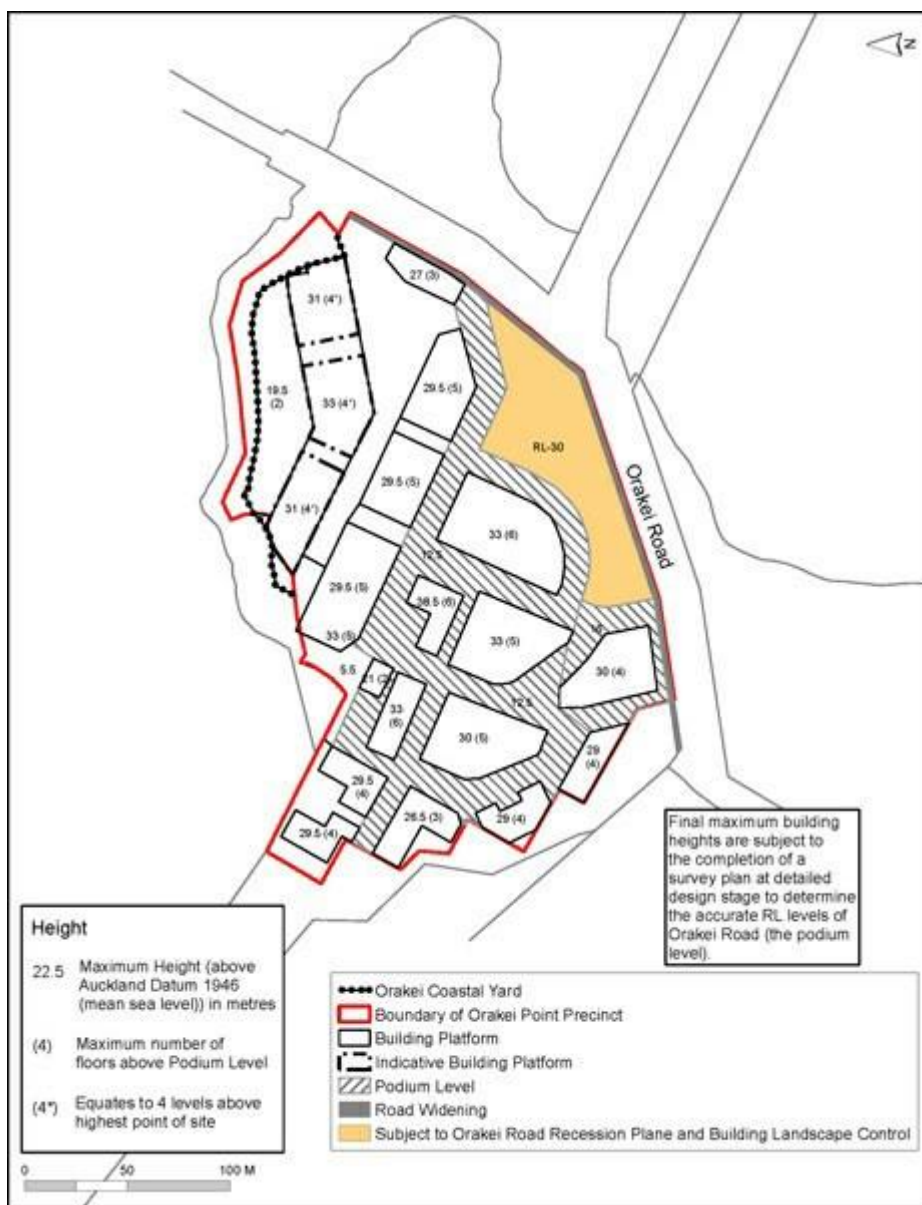 N
27 (3)
31 (4*)
19.5
(2)
33 (4*)
29.5 (5)
RL-30
Orakei Road
29.5 (5)
31 (4*)
33 (6)
12.5
29.5 (5)
38.5 (6)
33 (5)
33 (5)
30 (4)
5.5
33
(6)
12.5
30 (5)
29
(4)
29.5
(4)
29.5 (4)
26.5 (3)
29 (4)
Final maximum building
heights are subject to
the completion of a
survey plan at detailed
design stage to determine
the accurate RL levels of
Orakei Road (the podium
level).
Height
22.5 Maximum Height (above
Auckland Datum 1946
(mean sea level)) in metres
(4) Maximum number of
floors above Podium Level
(4*) Equates to 4 levels above
highest point of site
0 50 100 M
Orakei Coastal Yard
Boundary of Orakei Point Precinct
Building Platform
Indicative Building Platform
Podium Level
Road Widening
Subject to Orakei Road Recession Plane and Building Landscape Control